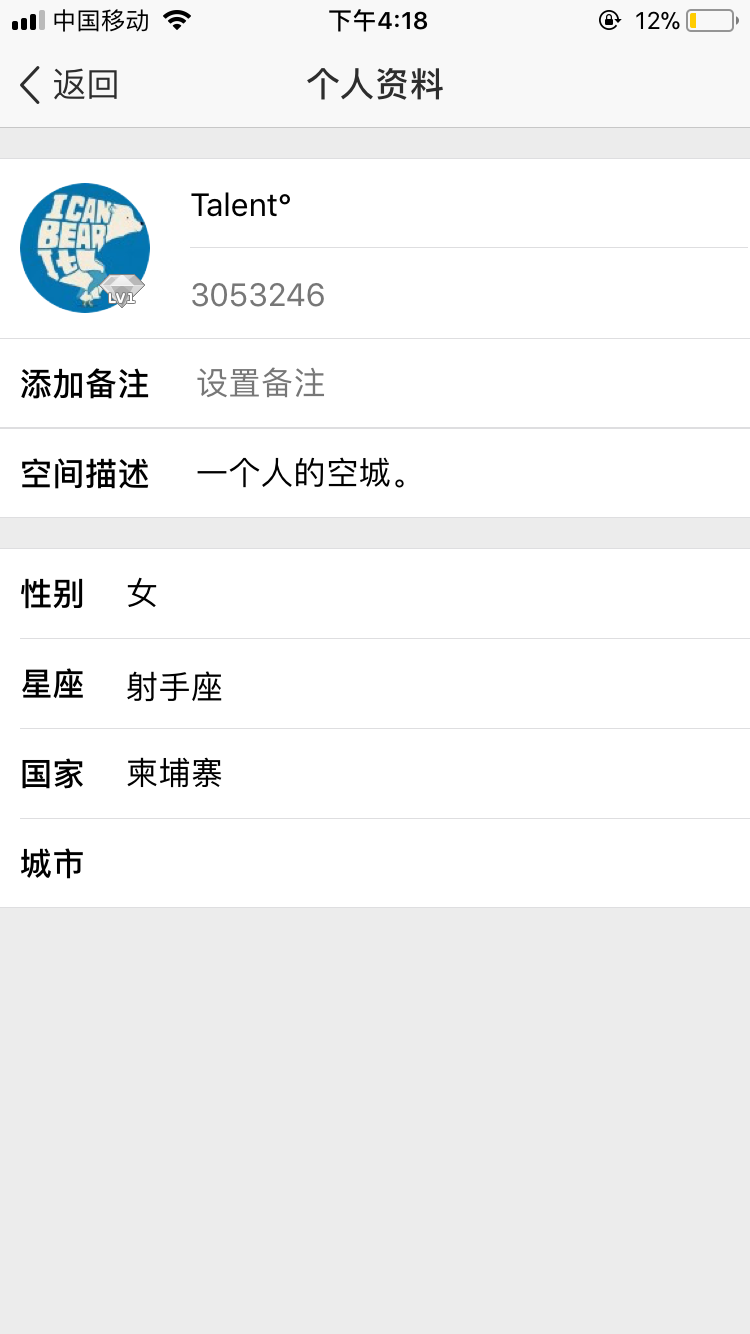 中国移动 下午4:18 12%
返回 个人资料
I CAN
BEAR
It
LV1
Talent°
3053246
添加备注 设置备注
空间描述 一个人的空城。
性别 女
星座 射手座
国家 柬埔寨
城市